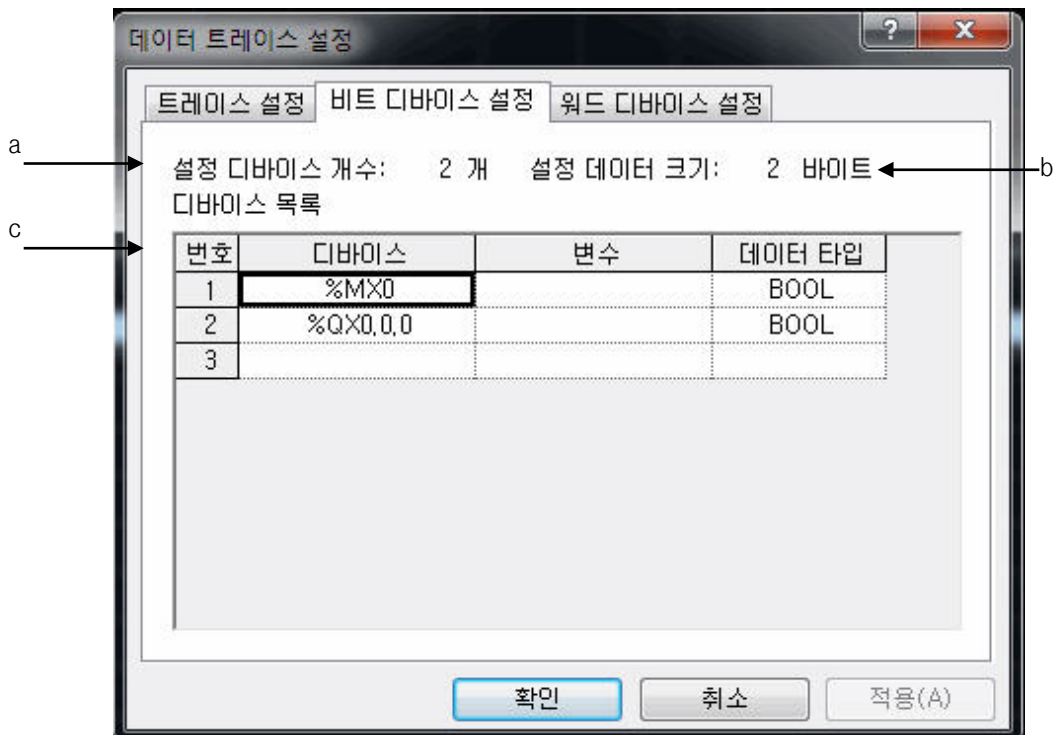 데이터 트레이스 설정
트레이스 설정 비트 디바이스 설정 워드 디바이스 설정
a 설정 디바이스 개수: 2 개 설정 데이터 크기: 2 바이트 b
디바이스 목록
c
번호 디바이스 변수 데이터 타입
1 %MX0 BOOL
2 %QX0,0,0 BOOL
3
확인 취소 적용(A)